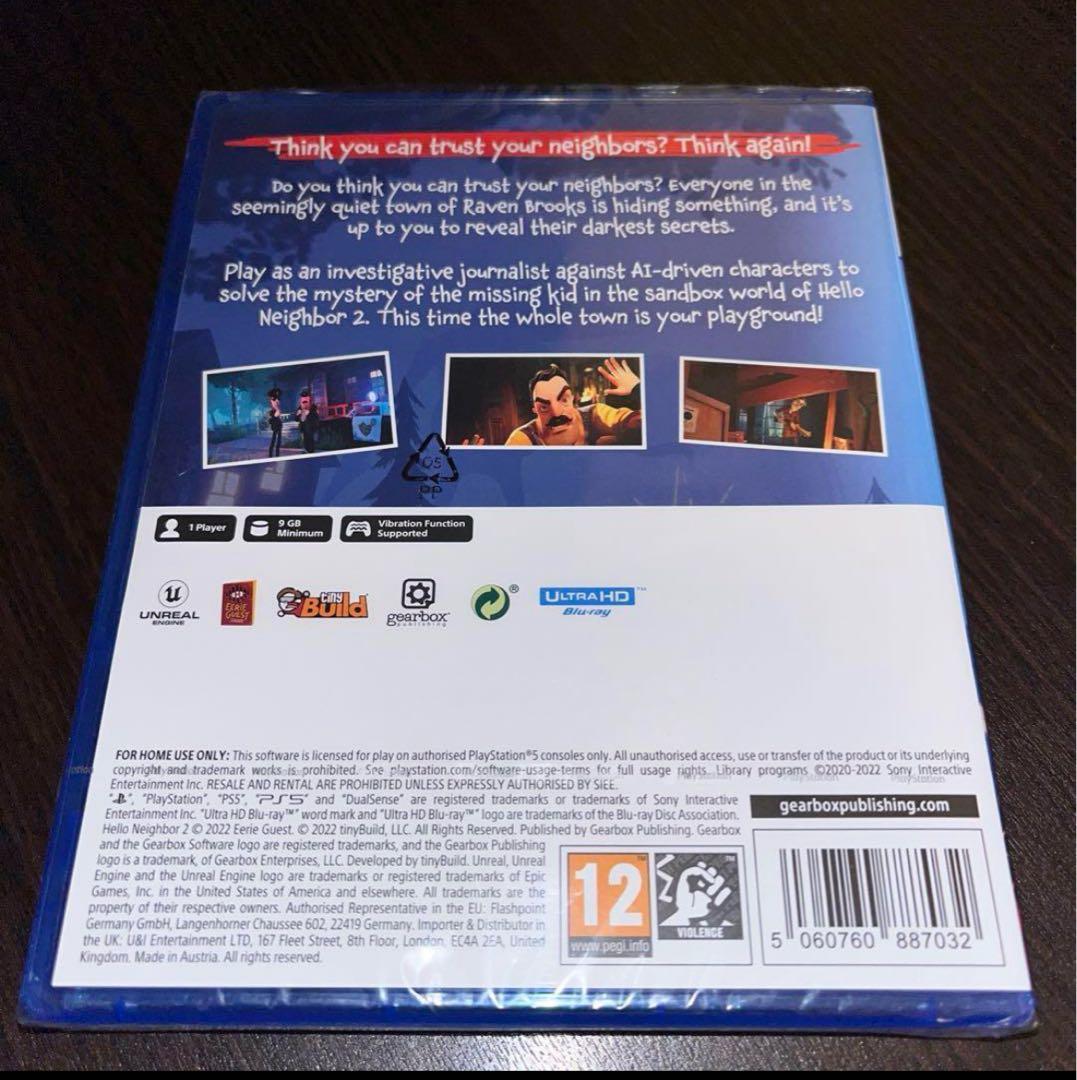 Think you can trust your neighbors? Think again!
Do you think you can trust your neighbors? Everyone in the
seemingly quiet town of Raven Brooks is hiding something, and it's
up to you to reveal their darkest secrets.
Play as an investigative journalist against AI-driven characters to
solve the mystery of the missing kid in the sandbox world of Hello
Neighbor 2. This time the whole town is your playground!
05
PP
1 Player
9 GB
Minimum
Vibration Function
Supported
UNREAL
ENGINE
EERIE
GUEST
tiny
Build
gearbox
publishing
®
ULTRA HD™
Blu-ray
FOR HOME USE ONLY: This software is licensed for play on authorised PlayStation®5 consoles only. All unauthorised access, use or transfer of the product or its underlying
copyright and trademark works is prohibited. See playstation.com/software-usage-terms for full usage rights. Library programs ©2020-2022 Sony Interactive
Entertainment Inc. RESALE AND RENTAL ARE PROHIBITED UNLESS EXPRESSLY AUTHORISED BY SIEE.
", "PlayStation", "PS5", "PS5" and "DualSense" are registered trademarks or trademarks of Sony Interactive
Entertainment Inc. "Ultra HD Blu-ray™" word mark and "Ultra HD Blu-ray™" logo are trademarks of the Blu-ray Disc Association.
Hello Neighbor 2 © 2022 Eerie Guest. © 2022 tinyBuild, LLC. All Rights Reserved. Published by Gearbox Publishing. Gearbox
and the Gearbox Software logo are registered trademarks, and the Gearbox Publishing
logo is a trademark, of Gearbox Enterprises, LLC. Developed by tinyBuild. Unreal, Unreal
Engine and the Unreal Engine logo are trademarks or registered trademarks of Epic
Games, Inc. in the United States of America and elsewhere. All trademarks are the
property of their respective owners. Authorised Representative in the EU: Flashpoint
Germany GmbH, Langenhorner Chaussee 602, 22419 Germany. Importer & Distributor in
the UK: U&I Entertainment LTD, 167 Fleet Street, 8th Floor, London, EC4A 2EA, United
Kingdom. Made in Austria. All rights reserved.
gearboxpublishing.com
12
www.pegi.info
VIOLENCE
5 060760 887032